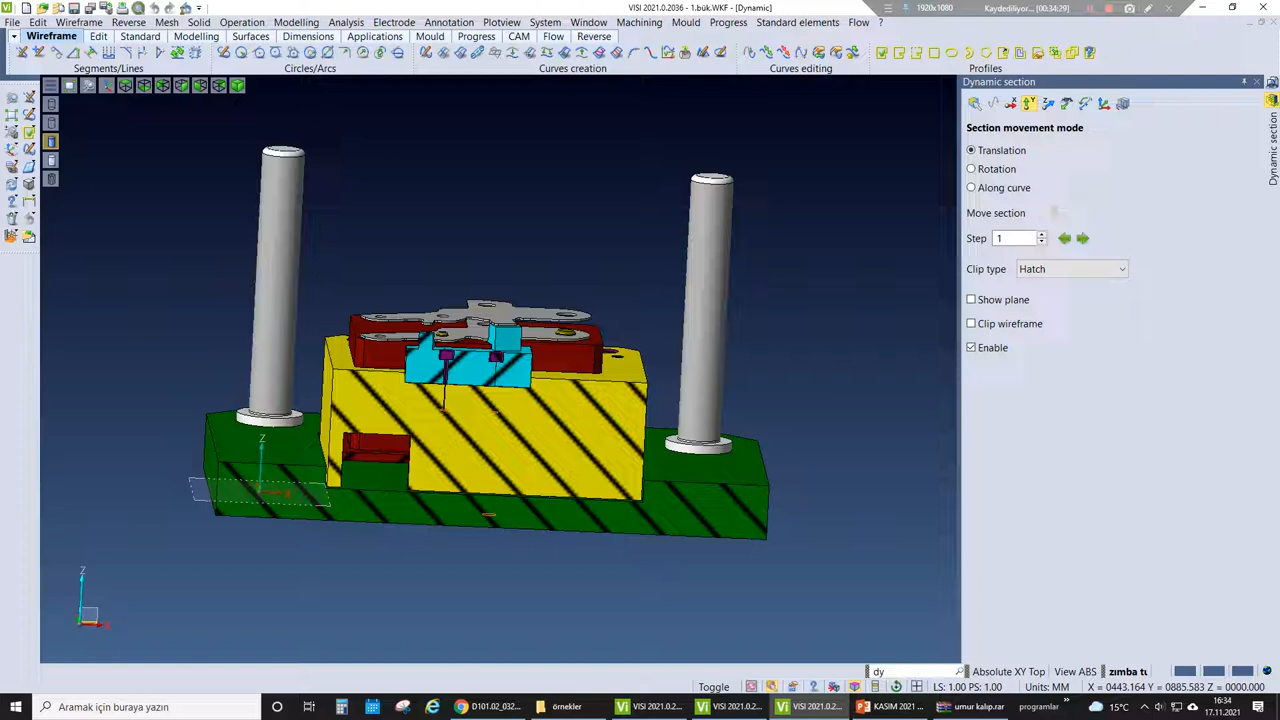 VISI 2021.0.2036 - 1.bük.WKF - [Dynamic]
1920x1080
Kaydediliyor...
00:34:29
File Edit Wireframe Reverse Mesh Solid Operation Modelling Analysis Electrode Annotation Plotview System Window Machining Mould Progress Standard elements Flow ?
Wireframe Edit Standard Modelling Surfaces Dimensions Applications Mould Progress CAM Flow Reverse
Segments/Lines Circles/Arcs Curves creation Curves editing Profiles
Dynamic section
Section movement mode
Translation
Rotation
Along curve
Move section
Step 1
Clip type Hatch
Show plane
Clip wireframe
Enable
Dynamic section
Z
Z
dy
Absolute XY Top View ABS zımba tu
Toggle
LS: 1.00 PS: 1.00 Units: MM X = 0443.164 Y = 0885.583 Z = 0000.000
Aramak için buraya yazın
D101.02_032...
örnekler
VISI 2021.0.2...
VISI 2021.0.2...
VISI 2021.0.2...
KASIM 2021 ...
umur kalıp.rar
programlar
15°C
16:34
17.11.2021